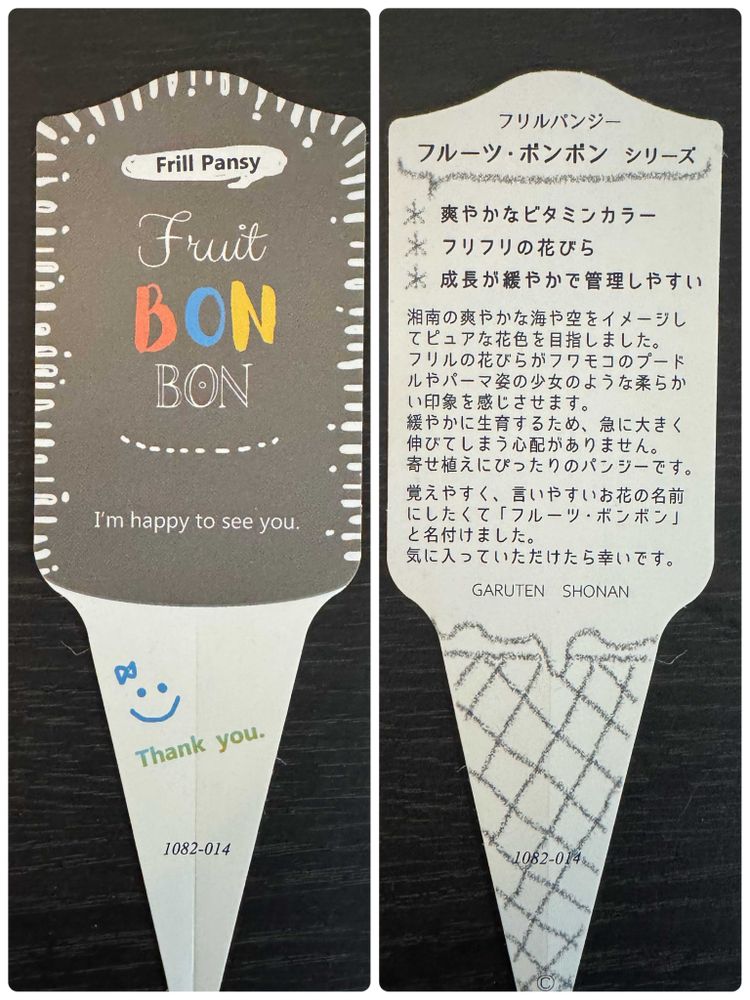 Frill Pansy
Fruit
BON
BON
I'm happy to see you.
Thank you.
1082-014
フリルパンジー
フルーツ・ボンボン シリーズ
爽やかなビタミンカラー
フリフリの花びら
成長が緩やかで管理しやすい
湘南の爽やかな海や空をイメージし
てピュアな花色を目指しました。
フリルの花びらがフワモコのプード
ルやパーマ姿の少女のような柔らか
い印象を感じさせます。
緩やかに生育するため、急に大きく
伸びてしまう心配がありません。
寄せ植えにぴったりのパンジーです。
覚えやすく、言いやすいお花の名前
にしたくて「フルーツ・ボンボン」
と名付けました。
気に入っていただけたら幸いです。
GARUTEN SHONAN
1082-014
©